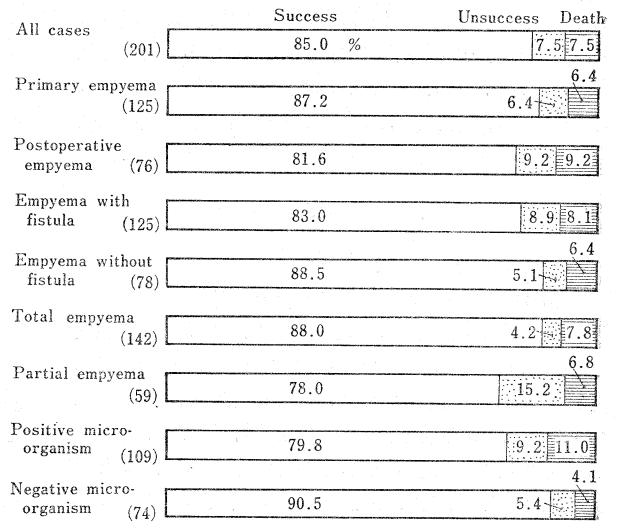 Success Unsuccess Death
All cases
(201) 85.0 % 7.5 7.5
6.4
Primary empyema
(125) 87.2 6.4
Postoperative
empyema (76) 81.6 9.2 9.2
Empyema with
fistula
(125) 83.0 8.9 8.1
6.4
Empyema without
fistula (78) 88.5 5.1
Total empyema
(142) 88.0 4.2 7.8
6.8
Partial empyema
(59) 78.0 15.2
Positive micro-
organism (109) 79.8 9.2 11.0
4.1
Negative micro-
organism (74) 90.5 5.4